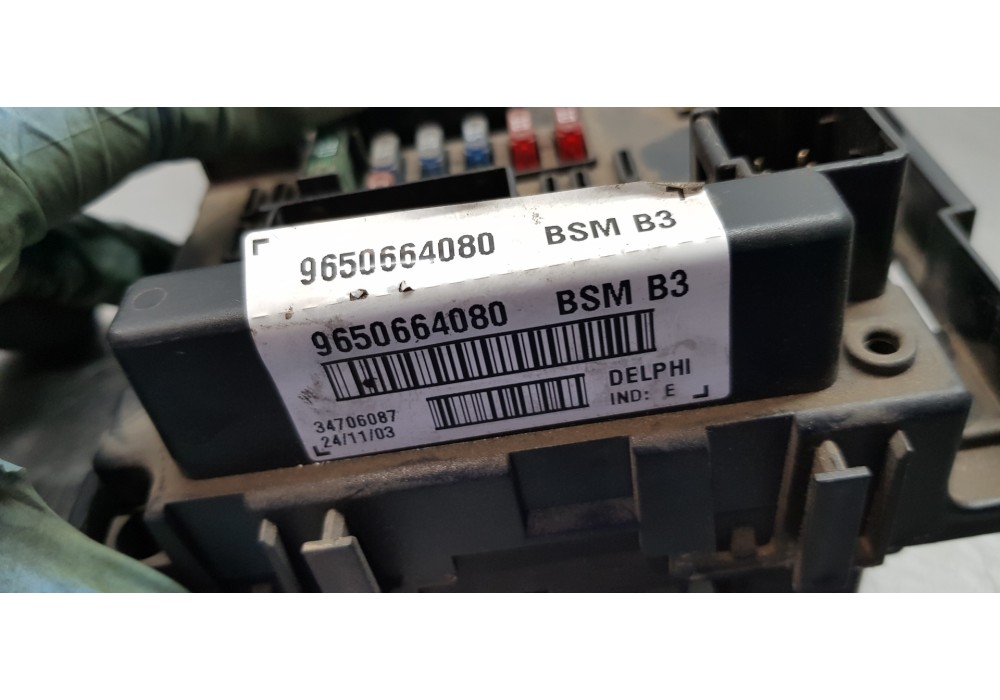 9650664080 BSM B3
9650664080 BSM B3
DELPHI
IND: E
34706087
24/11/03